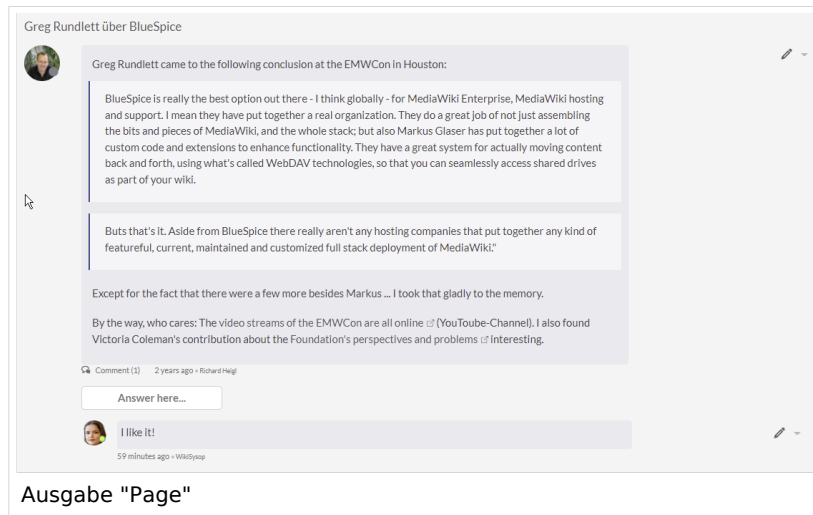 Greg Rundlett über BlueSpice
Greg Rundlett came to the following conclusion at the EMWCon in Houston:
BlueSpice is really the best option out there - I think globally - for MediaWiki Enterprise, MediaWiki hosting
and support. I mean they have put together a real organization. They do a great job of not just assembling
the bits and pieces of MediaWiki, and the whole stack; but also Markus Glaser has put together a lot of
custom code and extensions to enhance functionality. They have a great system for actually moving content
back and forth, using what's called WebDAV technologies, so that you can seamlessly access shared drives
as part of your wiki.
Buts that's it. Aside from BlueSpice there really aren't any hosting companies that put together any kind of
featureful, current, maintained and customized full stack deployment of MediaWiki."
Except for the fact that there were a few more besides Markus ... I took that gladly to the memory.
By the way, who cares: The video streams of the EMWCon are all online (YouToube-Channel). I also found
Victoria Coleman's contribution about the Foundation's perspectives and problems interesting.
Comment (1) 2 years ago • Richard Heigl
Answer here...
I like it!
59 minutes ago • WikiSysop
Ausgabe "Page"